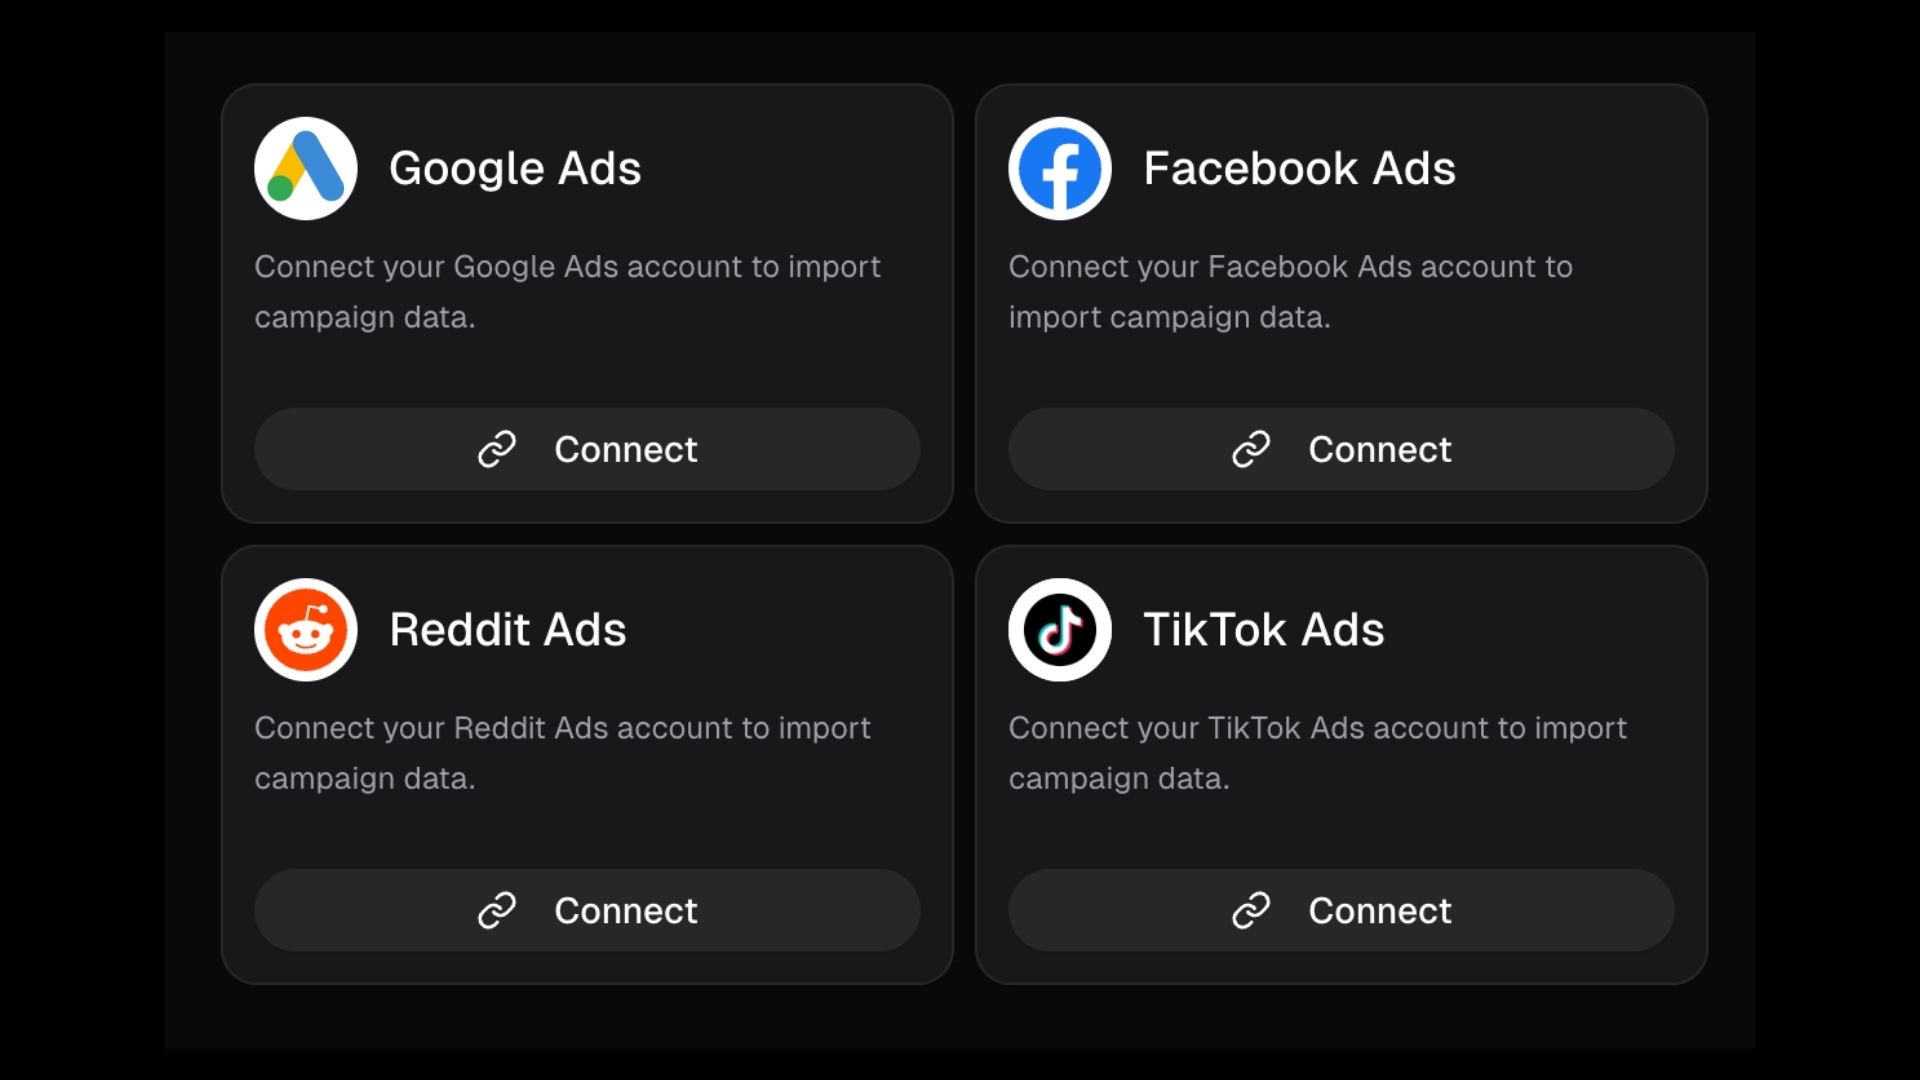 Google Ads
Connect your Google Ads account to import
campaign data.
Connect
Facebook Ads
Connect your Facebook Ads account to
import campaign data.
Connect
Reddit Ads
Connect your Reddit Ads account to import
campaign data.
Connect
TikTok Ads
Connect your TikTok Ads account to import
campaign data.
Connect